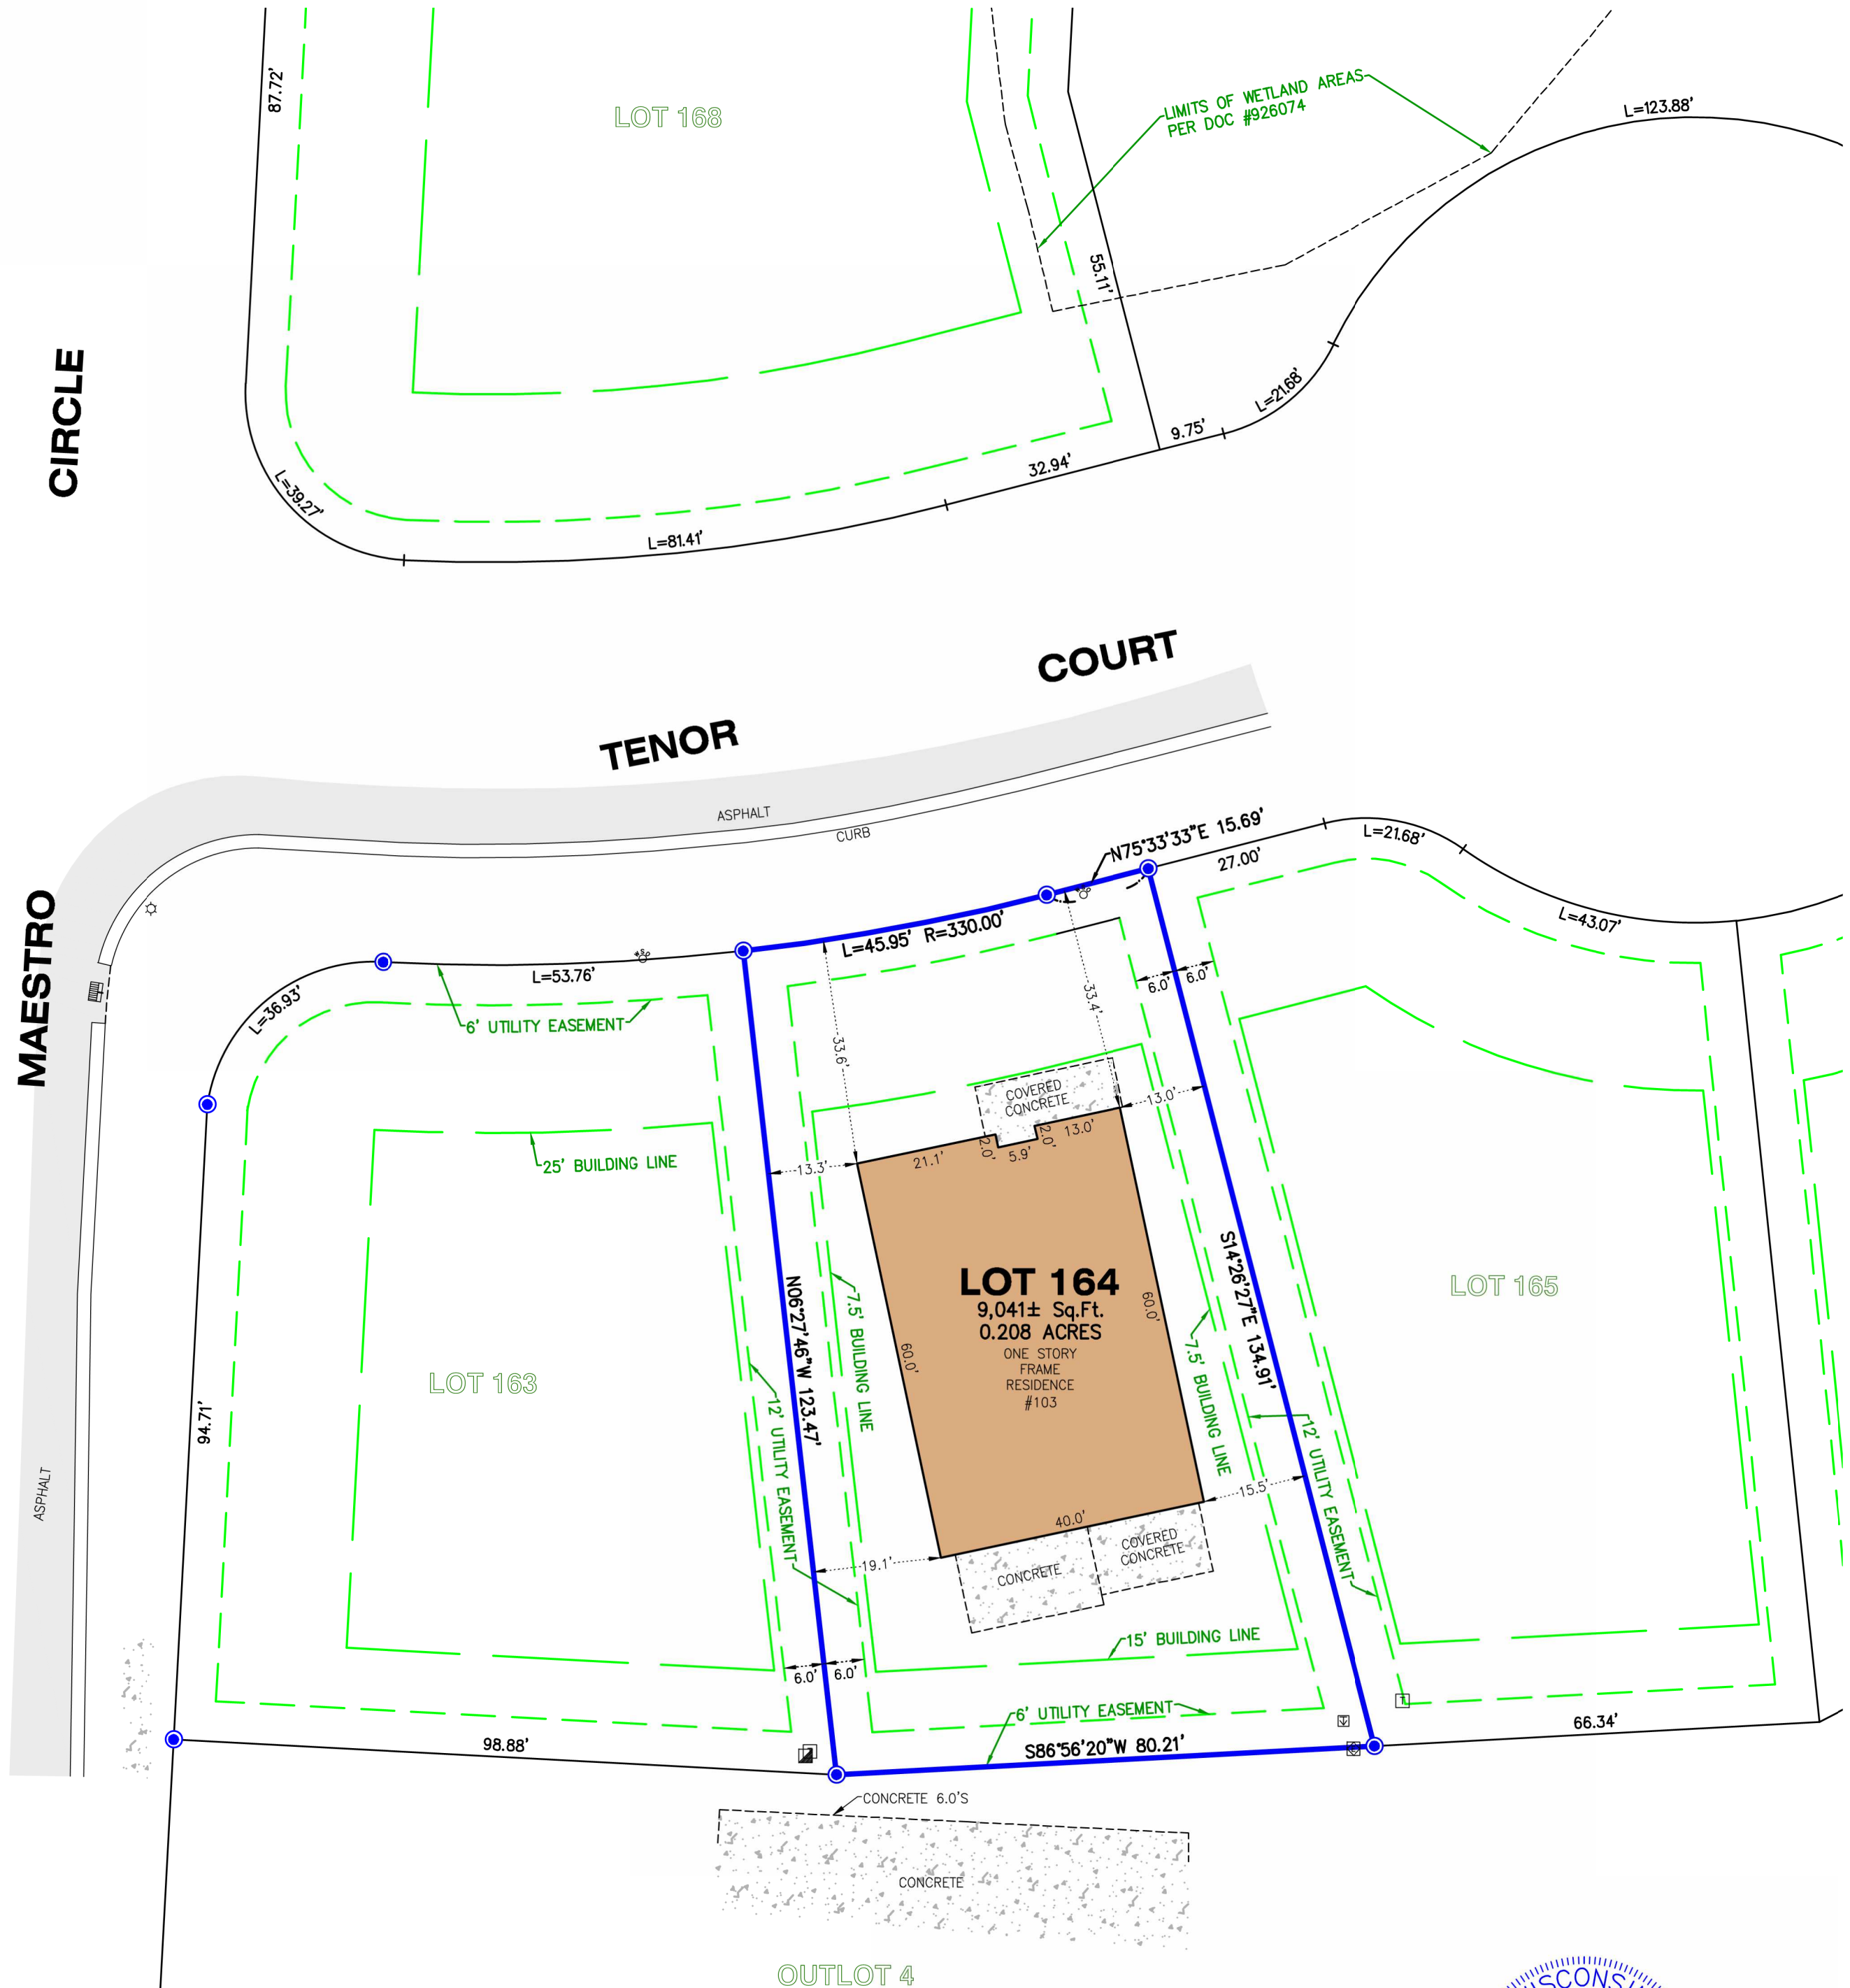 87.72'
LOT 168
LIMITS OF WETLAND AREAS
PER DOC #926074
L=123.88'
55.11'
CIRCLE
L=21.68'
9.75'
32.94'
L=39.27'
L=81.41'
COURT
TENOR
ASPHALT
CURB
N75°33'33"E 15.69'
L=21.68'
27.00'
MAESTRO
L=43.07'
L=45.95' R=330.00'
L=53.76'
6.0'
6.0'
L=36.93'
6' UTILITY EASEMENT
33.4'
33.6'
COVERED
CONCRETE
13.0'
2.0'
2.0'
13.0'
5.9'
21.1'
25' BUILDING LINE
13.3'
S14°26'27"E 134.91'
LOT 164
9,041± Sq.Ft.
0.208 ACRES
ONE STORY
FRAME
RESIDENCE
#103
60.0'
60.0'
LOT 165
N06°27'46"W 123.47'
7.5' BUILDING LINE
7.5' BUILDING LINE
LOT 163
94.71'
12' UTILITY EASEMENT
12' UTILITY EASEMENT
ASPHALT
15.5'
40.0'
COVERED
CONCRETE
CONCRETE
19.1'
15' BUILDING LINE
6.0'
6.0'
6' UTILITY EASEMENT
T
66.34'
98.88'
S86°56'20"W 80.21'
CONCRETE 6.0'S
CONCRETE
OUTLOT 4
SCONS